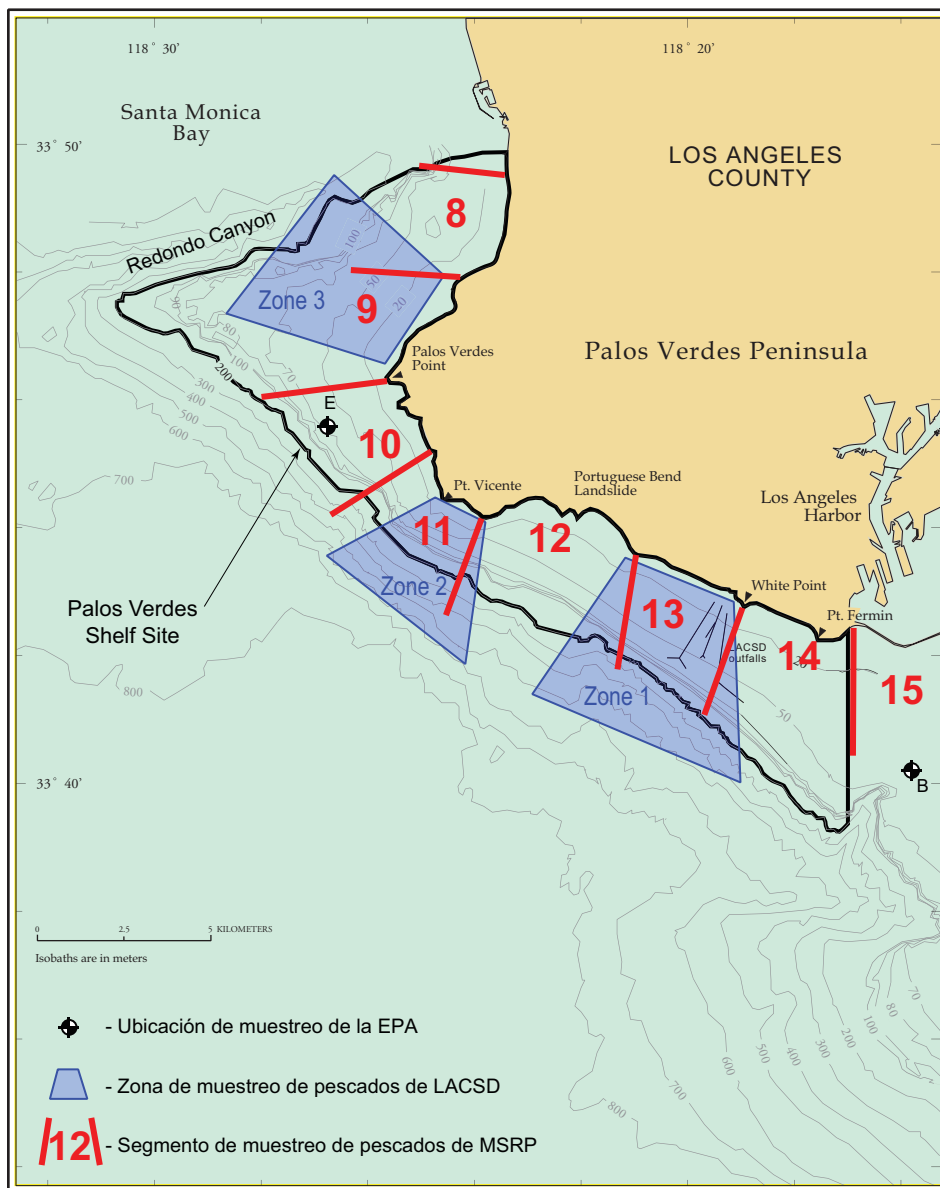 118° 30'
118° 20'
Santa Monica
Bay
33° 50'
LOS ANGELES
COUNTY
8
Redondo Canyon
100
50
20
Zone 3
9
90
80
70
100
200
300
400
500
600
700
Palos Verdes
Point
Palos Verdes Peninsula
E
10
Pt. Vicente
Portuguese Bend
Landslide
Los Angeles
Harbor
11
12
Zone 2
13
White Point
Palos Verdes
Shelf Site
Pt. Fermin
LACSD
outfalls
14
20
15
Zone 1
50
800
33° 40'
B
0 2.5 5 KILOMETERS
Isobaths are in meters
70
80
100
200
300
400
500
600
700
800
- Ubicación de muestreo de la EPA
- Zona de muestreo de pescados de LACSD
12 - Segmento de muestreo de pescados de MSRP